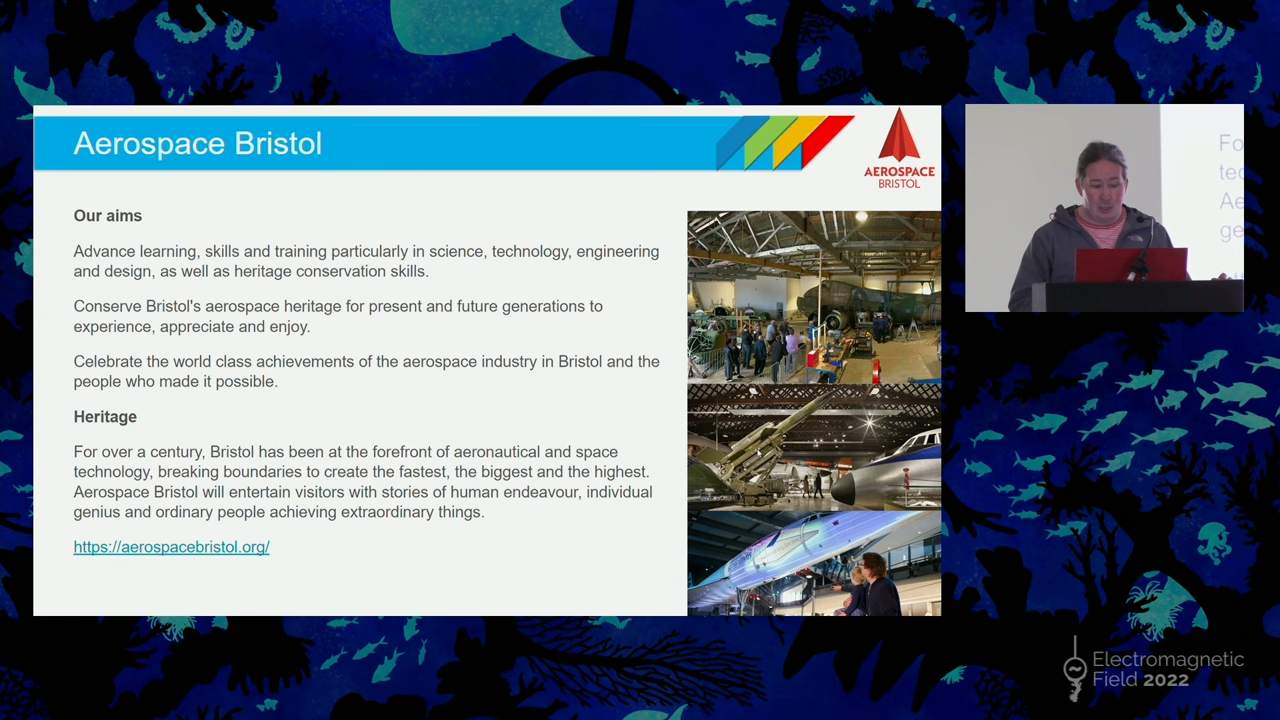 Aerospace Bristol
AEROSPACE
BRISTOL
Our aims
Advance learning, skills and training particularly in science, technology, engineering
and design, as well as heritage conservation skills.
Conserve Bristol's aerospace heritage for present and future generations to
experience, appreciate and enjoy.
Celebrate the world class achievements of the aerospace industry in Bristol and the
people who made it possible.
Heritage
For over a century, Bristol has been at the forefront of aeronautical and space
technology, breaking boundaries to create the fastest, the biggest and the highest.
Aerospace Bristol will entertain visitors with stories of human endeavour, individual
genius and ordinary people achieving extraordinary things.
https://aerospacebristol.org/
Fo
tec
Ae
ge
Electromagnetic
Field 2022